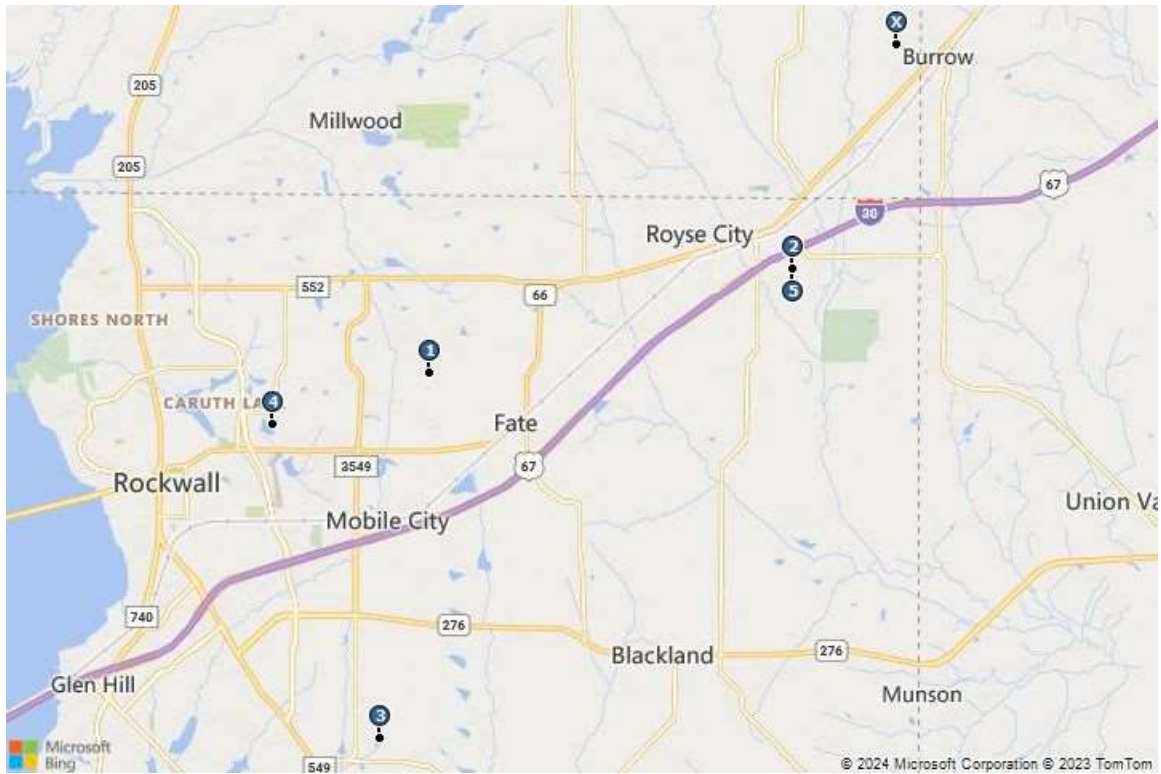 X
Burrow
205
Millwood
205
67
30
Royse City
2
552
66
5
SHORES NORTH
1
CARUTH LA
4
Fate
3549
67
Rockwall
Union Va
Mobile City
740
276
Blackland
276
Glen Hill
Munson
3
Microsoft
Bing
549
© 2024 Microsoft Corporation © 2023 TomTom